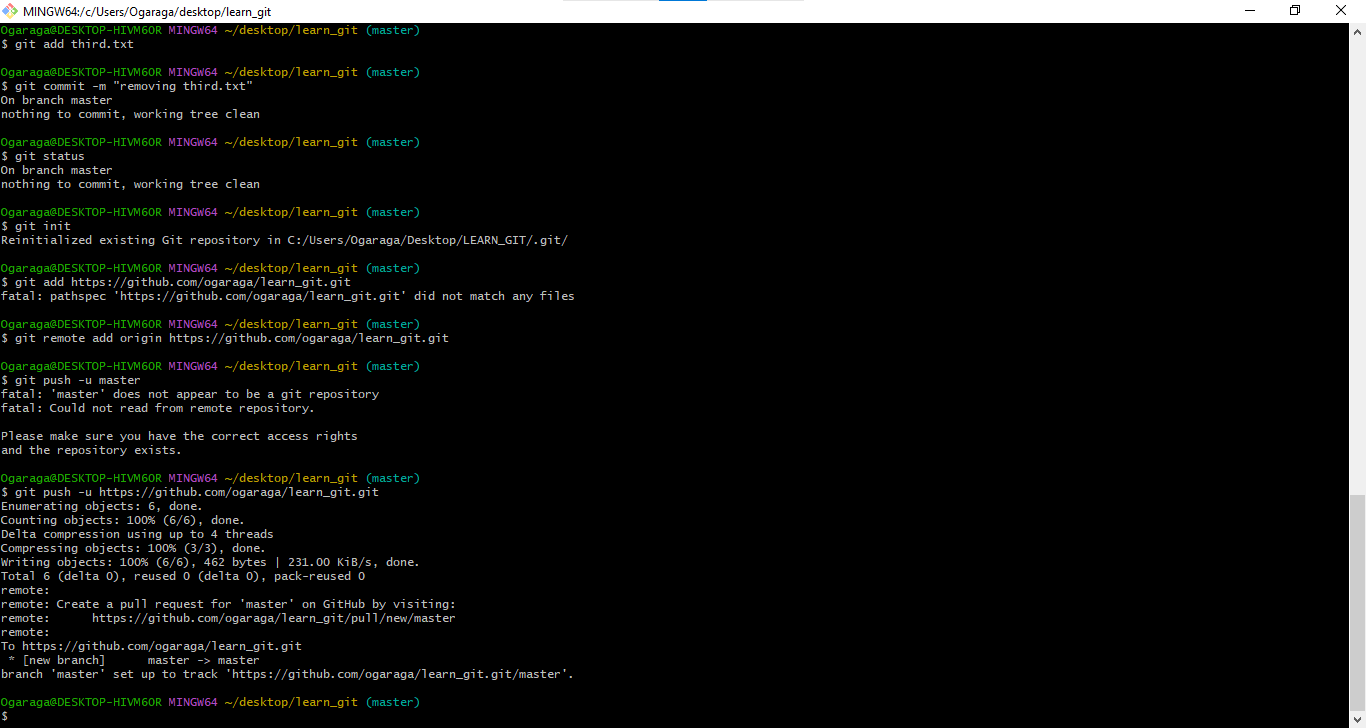 MINGW64:/c/Users/Ogaraga/desktop/learn_git
Ogaraga@DESKTOP-HIVM6OR MINGW64 ~/desktop/learn_git (master)
$ git add third.txt
Ogaraga@DESKTOP-HIVM6OR MINGW64 ~/desktop/learn_git (master)
$ git commit -m "removing third.txt"
On branch master
nothing to commit, working tree clean
Ogaraga@DESKTOP-HIVM6OR MINGW64 ~/desktop/learn_git (master)
$ git status
On branch master
nothing to commit, working tree clean
Ogaraga@DESKTOP-HIVM6OR MINGW64 ~/desktop/learn_git (master)
$ git init
Reinitialized existing Git repository in C:/Users/Ogaraga/Desktop/LEARN_GIT/.git/
Ogaraga@DESKTOP-HIVM6OR MINGW64 ~/desktop/learn_git (master)
$ git add https://github.com/ogaraga/learn_git.git
fatal: pathspec 'https://github.com/ogaraga/learn_git.git' did not match any files
Ogaraga@DESKTOP-HIVM6OR MINGW64 ~/desktop/learn_git (master)
$ git remote add origin https://github.com/ogaraga/learn_git.git
Ogaraga@DESKTOP-HIVM6OR MINGW64 ~/desktop/learn_git (master)
$ git push -u master
fatal: 'master' does not appear to be a git repository
fatal: Could not read from remote repository.
Please make sure you have the correct access rights
and the repository exists.
Ogaraga@DESKTOP-HIVM6OR MINGW64 ~/desktop/learn_git (master)
$ git push -u https://github.com/ogaraga/learn_git.git
Enumerating objects: 6, done.
Counting objects: 100% (6/6), done.
Delta compression using up to 4 threads
Compressing objects: 100% (3/3), done.
Writing objects: 100% (6/6), 462 bytes | 231.00 KiB/s, done.
Total 6 (delta 0), reused 0 (delta 0), pack-reused 0
remote:
remote: Create a pull request for 'master' on GitHub by visiting:
remote:      https://github.com/ogaraga/learn_git/pull/new/master
remote:
To https://github.com/ogaraga/learn_git.git
 * [new branch]      master -> master
branch 'master' set up to track 'https://github.com/ogaraga/learn_git.git/master'.
Ogaraga@DESKTOP-HIVM6OR MINGW64 ~/desktop/learn_git (master)
$